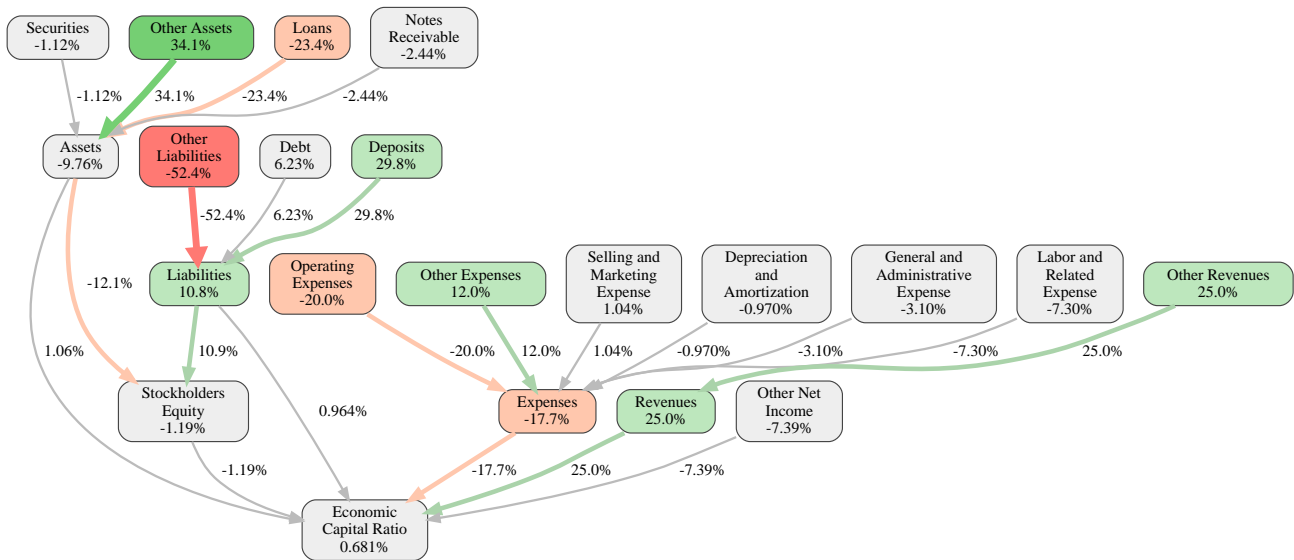 Securities
-1.12%
Other Assets
34.1%
Loans
-23.4%
Notes
Receivable
-2.44%
-1.12%
34.1%
-23.4%
-2.44%
Assets
-9.76%
Other
Liabilities
-52.4%
Debt
6.23%
Deposits
29.8%
-52.4%
6.23%
29.8%
Liabilities
10.8%
Operating
Expenses
-20.0%
Other Expenses
12.0%
Selling and
Marketing
Expense
1.04%
Depreciation
and
Amortization
-0.970%
General and
Administrative
Expense
-3.10%
Labor and
Related
Expense
-7.30%
Other Revenues
25.0%
-12.1%
1.06%
10.9%
-20.0%
12.0%
1.04%
-0.970%
-3.10%
-7.30%
25.0%
Stockholders
Equity
-1.19%
0.964%
Expenses
-17.7%
Revenues
25.0%
Other Net
Income
-7.39%
-1.19%
-17.7%
25.0%
-7.39%
Economic
Capital Ratio
0.681%